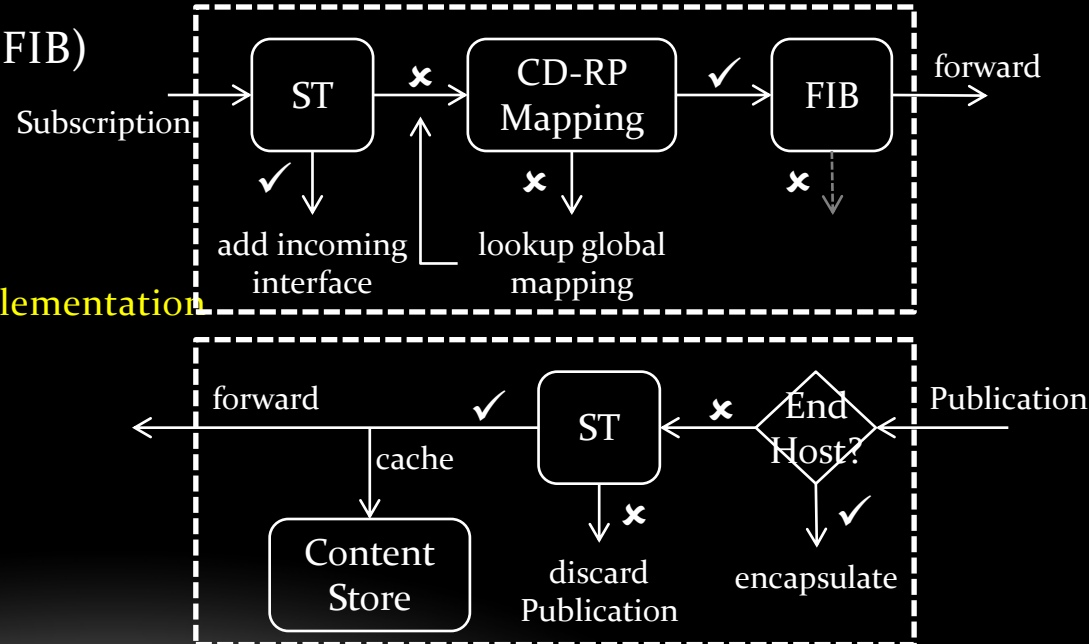 FIB)
Subscription
ST
✘
CD-RP
Mapping
✓
FIB
forward
✓
✘
✘
add incoming
interface
lookup global
mapping
lementation
forward
✓
ST
✘
End
Host?
Publication
cache
✘
✓
Content
Store
discard
Publication
encapsulate